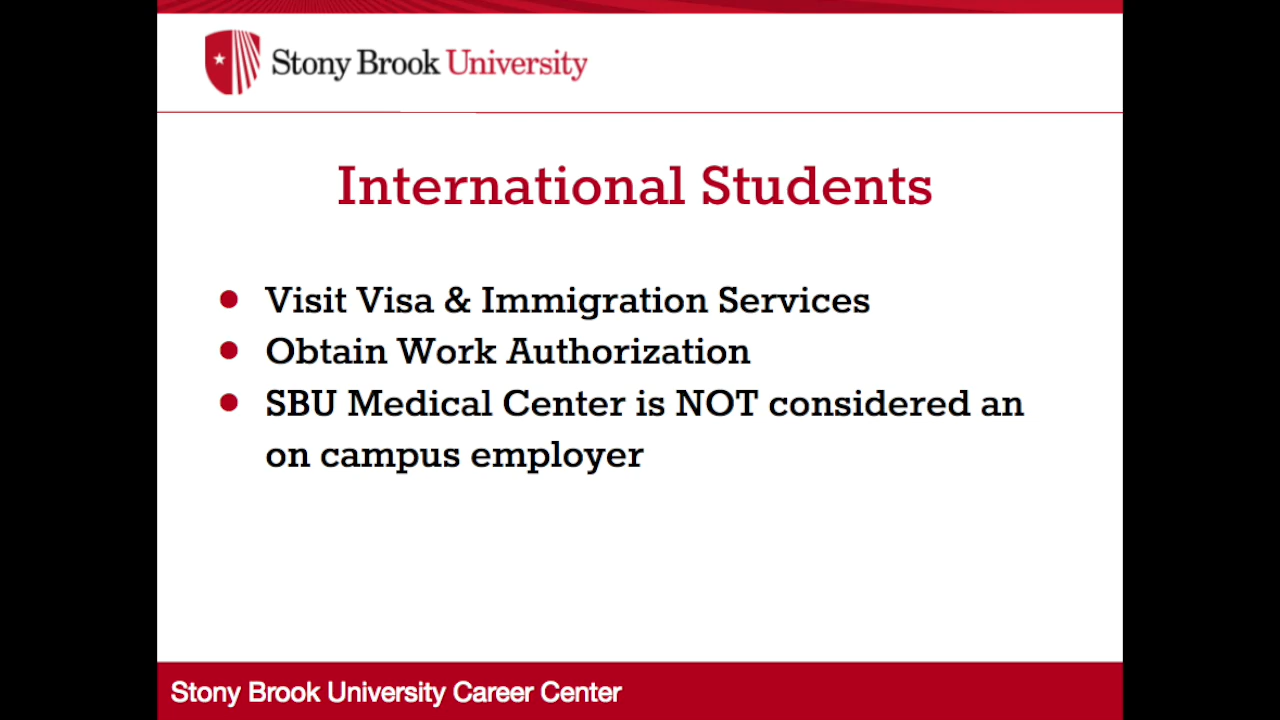 Stony Brook University
International Students
● Visit Visa & Immigration Services
● Obtain Work Authorization
● SBU Medical Center is NOT considered an
on campus employer
Stony Brook University Career Center